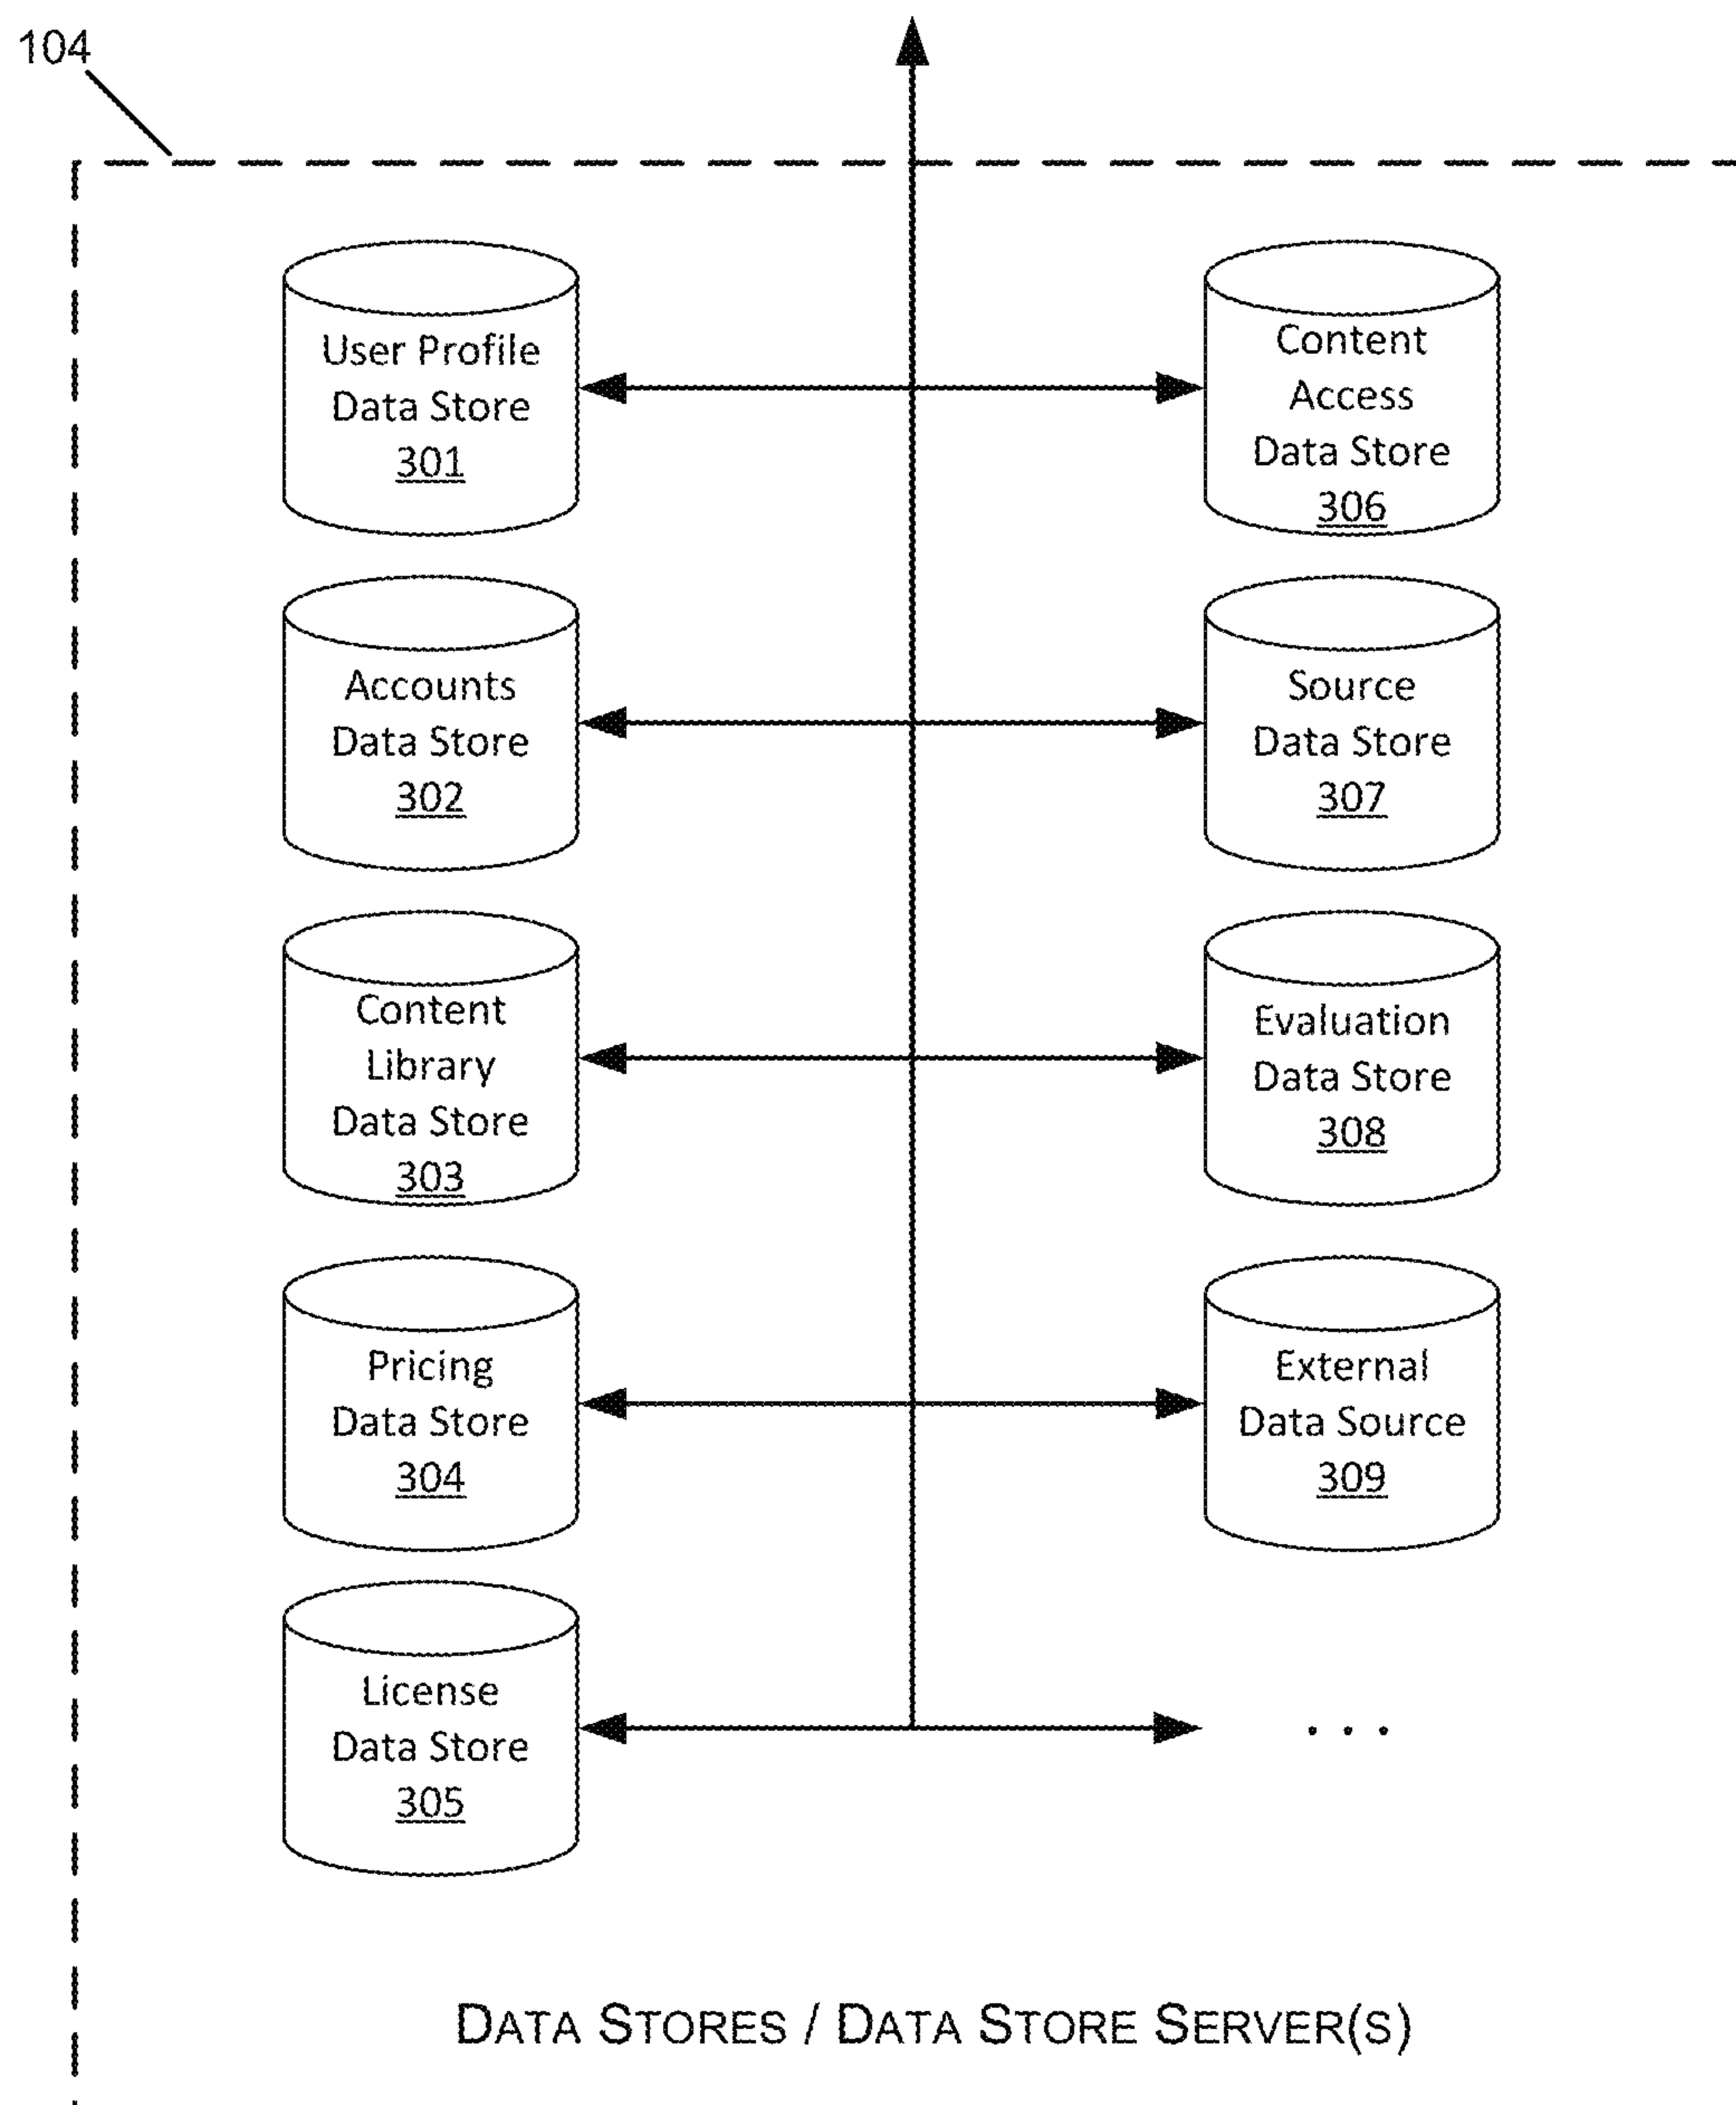 104
User Profile
Data Store
301
Content
Access
Data Store
306
Accounts
Data Store
302
Source
Data Store
307
Content
Library
Data Store
303
Evaluation
Data Store
308
Pricing
Data Store
304
External
Data Source
309
License
Data Store
305
. . .
DATA STORES / DATA STORE SERVER(S)